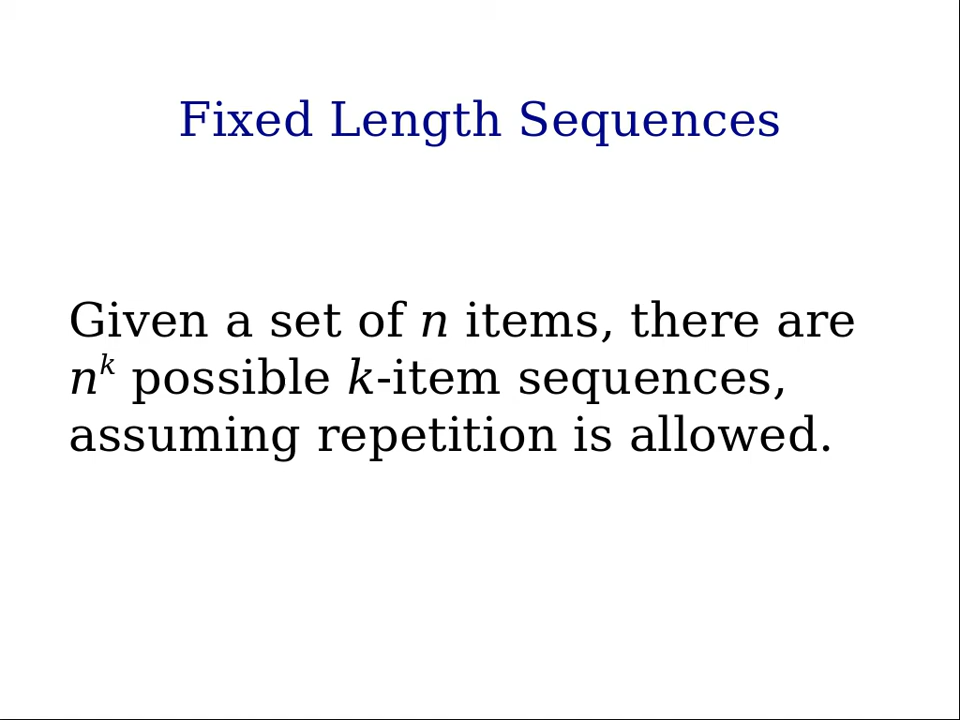 Fixed Length Sequences
Given a set of n items, there are
nᵏ possible k-item sequences,
assuming repetition is allowed.